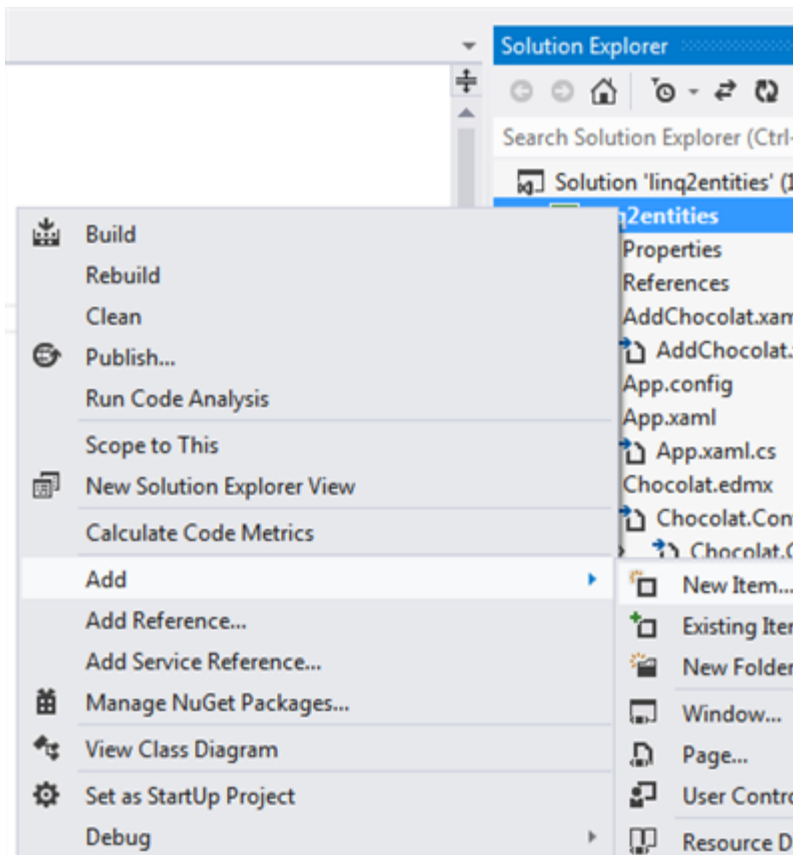 Solution Explorer
Search Solution Explorer (Ctrl-
Solution 'linq2entities' (1
q2entities
Properties
References
AddChocolat.xam
AddChocolat.
App.config
App.xaml
App.xaml.cs
Chocolat.edmx
Chocolat.Con
Chocolat.C
Build
Rebuild
Clean
Publish...
Run Code Analysis
Scope to This
New Solution Explorer View
Calculate Code Metrics
Add
Add Reference...
Add Service Reference...
Manage NuGet Packages...
View Class Diagram
Set as StartUp Project
Debug
New Item...
Existing Iter
New Folder
Window...
Page...
User Contro
Resource D